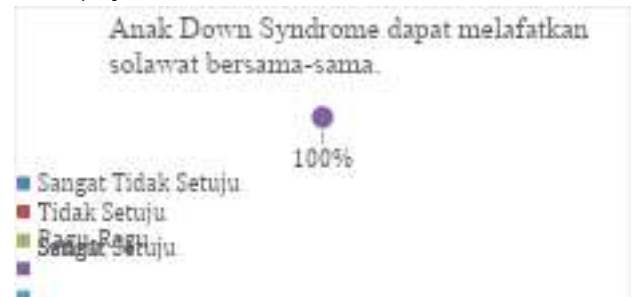 Anak Down Syndrome dapat melafatkan
solawat bersama-sama.
100%
Sangat Tidak Setuju
Tidak Setuju
Ragu-Ragu
Sangat Setuju